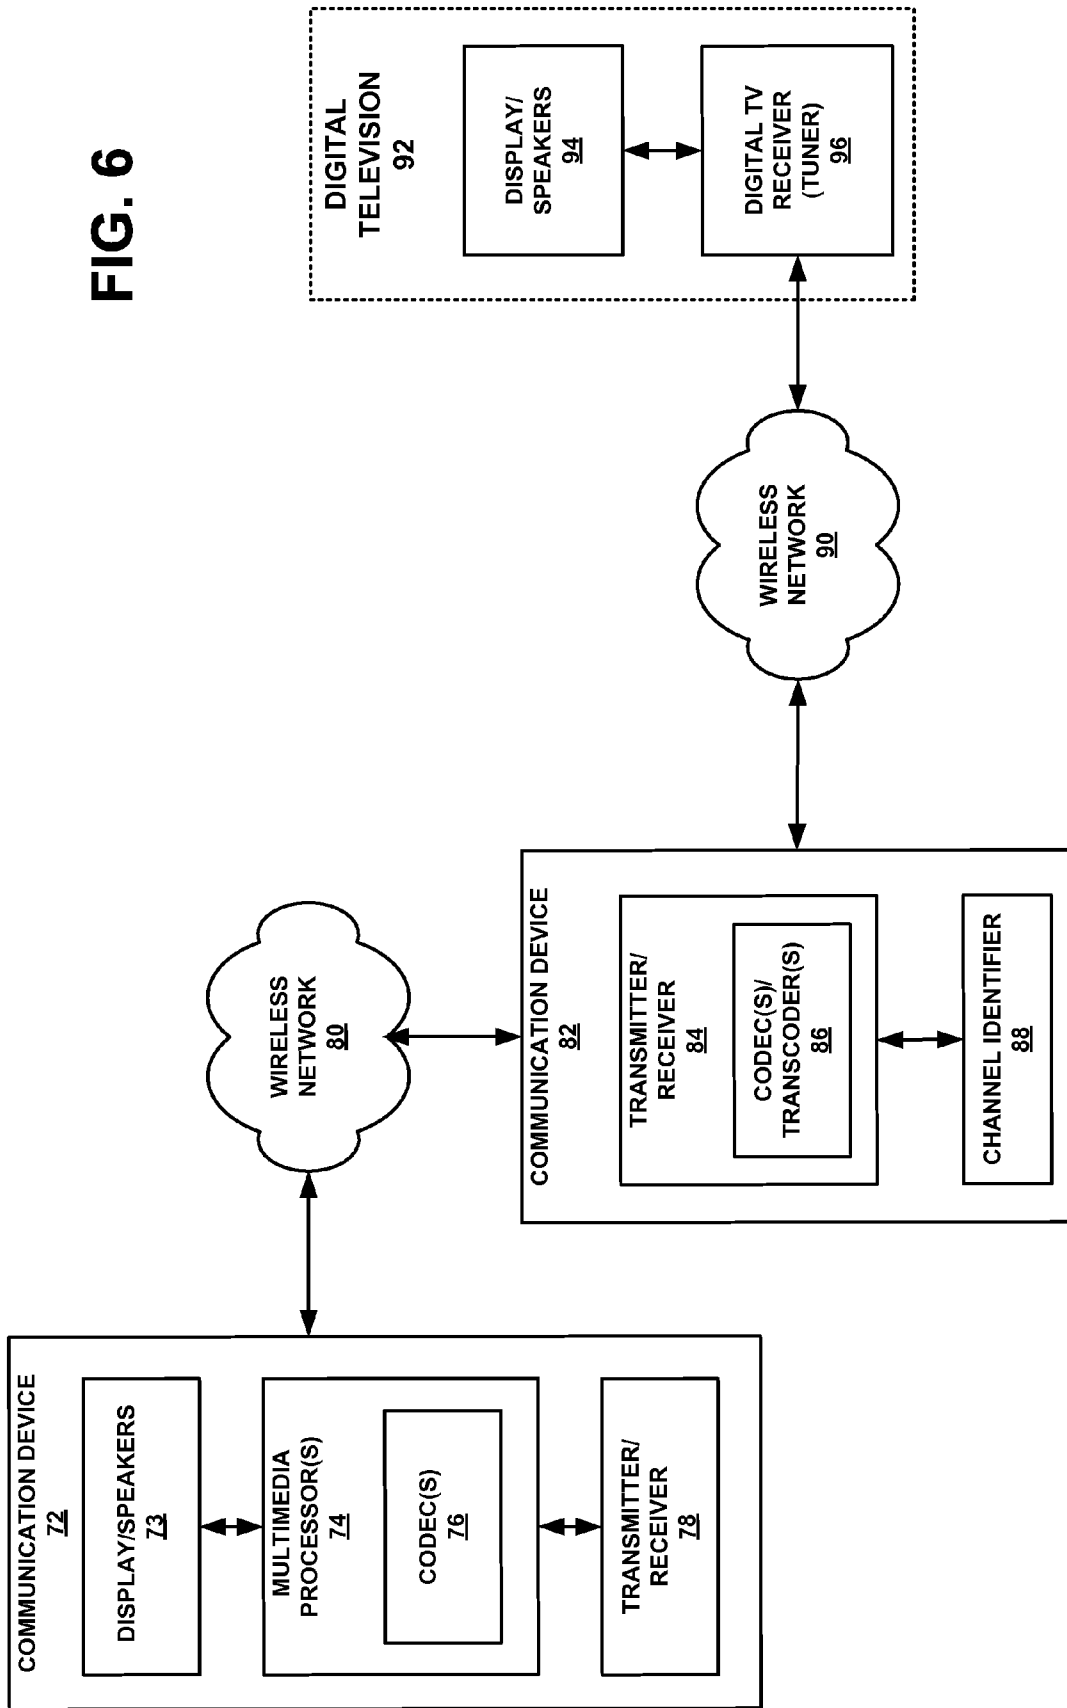 FIG. 6
COMMUNICATION DEVICE
72
DISPLAY/SPEAKERS
73
MULTIMEDIA
PROCESSOR(S)
74
CODEC(S)
76
TRANSMITTER/
RECEIVER
78
WIRELESS
NETWORK
80
COMMUNICATION DEVICE
82
TRANSMITTER/
RECEIVER
84
CODEC(S)/
TRANSCODER(S)
86
CHANNEL IDENTIFIER
88
WIRELESS
NETWORK
90
DIGITAL
TELEVISION
92
DISPLAY/
SPEAKERS
94
DIGITAL TV
RECEIVER
(TUNER)
96